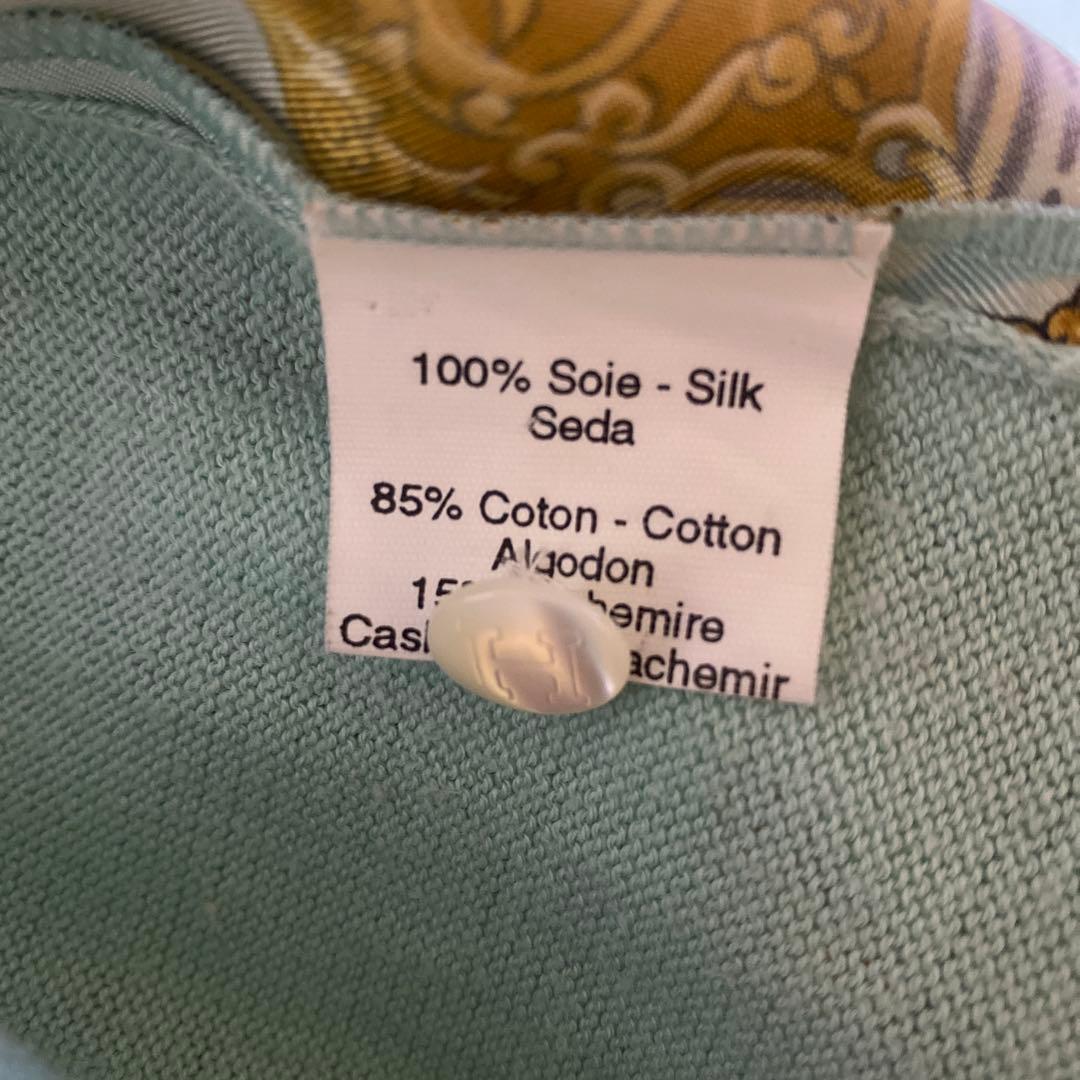 100% Soie - Silk
Seda
85% Coton - Cotton
Algodon
H